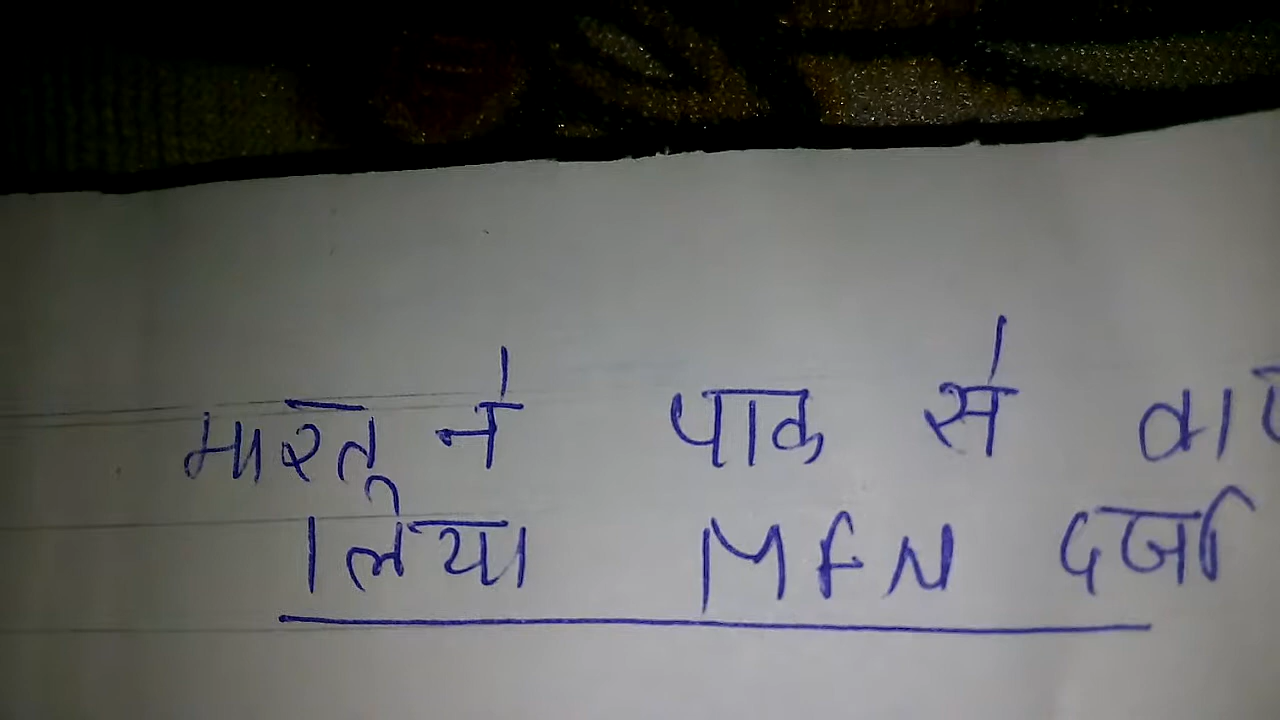 भारत ने पाक से
लिया MFN दर्जा